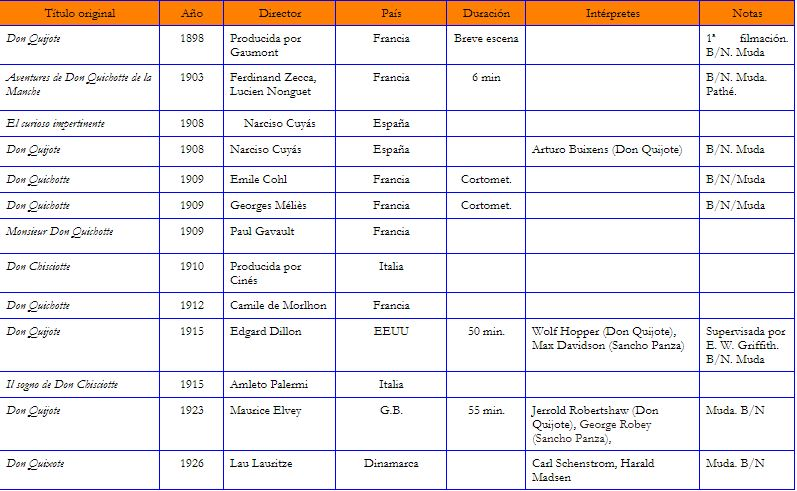 Título original Año Director País Duración Intérpretes Notas
Don Quijote 1898 Producida por Francia Breve escena 1ª filmación.
Gaumont B/N. Muda
Aventures de Don Quichotte de la 1903 Ferdinand Zecca, Francia 6 min B/N. Muda.
Manche Lucien Nonguet Pathé.
El curioso impertinente 1908 Narciso Cuyás España
Don Quijote 1908 Narciso Cuyás España Arturo Buixens (Don Quijote) B/N. Muda
Don Quichotte 1909 Emile Cohl Francia Cortomet. B/N/Muda
Don Quichotte 1909 Georges Méliès Francia Cortomet. B/N/Muda
Monsieur Don Quichotte 1909 Paul Gavault Francia
Don Chisciotte 1910 Producida por Italia
Cinés
Don Quichotte 1912 Camile de Morlhon Francia
Don Quijote 1915 Edgard Dillon EEUU 50 min. Wolf Hopper (Don Quijote), Supervisada por
Max Davidson (Sancho Panza) E. W. Griffith.
B/N. Muda
Il sogno de Don Chisciotte 1915 Amleto Palermi Italia
Don Quijote 1923 Maurice Elvey G.B. 55 min. Jerrold Robertshaw (Don Muda. B/N
Quijote), George Robey
(Sancho Panza),
Don Quixote 1926 Lau Lauritze Dinamarca Carl Schenstrom, Harald Muda. B/N
Madsen